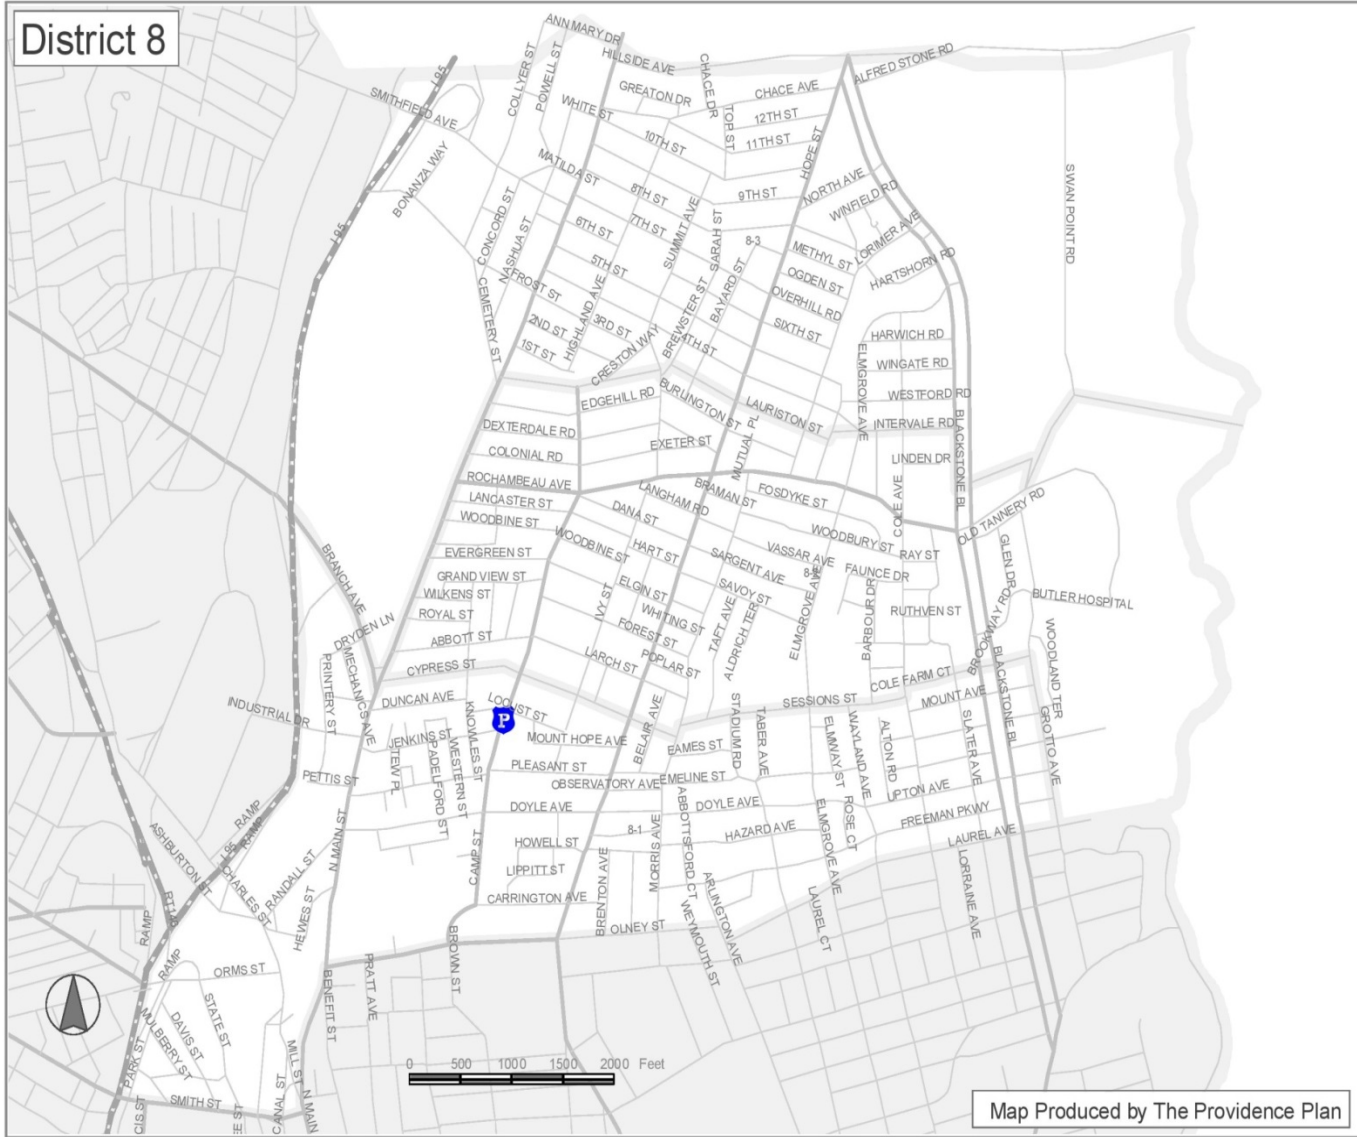 District 8
ANN MARY DR
HILLSIDE AVE
ALFRED STONE RD
I-95
COLLYER ST
POWELL ST
CHACE DR
SMITHFIELD AVE
GREATON DR
CHACE AVE
WHITE ST
TOP ST
12TH ST
10TH ST
11TH ST
HOPE ST
BONANZA WAY
MATILDA ST
8TH ST
9TH ST
NORTH AVE
WINFIELD RD
SWAN POINT RD
CONCORD ST
NASHUA ST
6TH ST
7TH ST
SUMMIT AVE
SARAH ST
8-3
LORIMER AVE
I-95
METHYL ST
FROST ST
5TH ST
BAYARD ST
OGDEN ST
HARTSHORN RD
CEMETERY ST
HIGHLAND AVE
BREWSTER ST
OVERHILL RD
2ND ST
3RD ST
SIXTH ST
1ST ST
CRESTON WAY
4TH ST
HARWICH RD
ELMGROVE AVE
WINGATE RD
EDGEHILL RD
BURLINGTON ST
LAURISTON ST
WESTFORD RD
DEXTERDALE RD
INTERVALE RD
BLACKSTONE BL
COLONIAL RD
EXETER ST
MUTUAL PL
LINDEN DR
ROCHAMBEAU AVE
LANCASTER ST
LANGHAM RD
BRAMAN ST
FOSDYKE ST
COLE AVE
WOODBINE ST
DANA ST
OLD TANNERY RD
WOODBINE ST
WOODBURY ST
EVERGREEN ST
HART ST
SARGENT AVE
VASSAR AVE
RAY ST
GLEN DR
BRANCH AVE
GRAND VIEW ST
FAUNCE DR
WILKENS ST
ELGIN ST
SAVOY ST
BUTLER HOSPITAL
ROYAL ST
IVY ST
WHITING ST
TAFT AVE
ELMGROVE AVE
BARBOUR DR
RUTHVEN ST
BROOKWAY RD
DRYDEN LN
ABBOTT ST
FOREST ST
ALDRICH TER
WOODLAND TER
CYPRESS ST
LARCH ST
POPLAR ST
PRINTERY ST
MECHANICS AVE
COLE FARM CT
BLACKSTONE BL
DUNCAN AVE
LOCUST ST
SESSIONS ST
MOUNT AVE
INDUSTRIAL DR
KNOWLES ST
P
BELAIR AVE
STADIUM RD
TABER AVE
ELMWAY ST
WAYLAND AVE
ALTON RD
SLATER AVE
GROTTO AVE
JENKINS ST
MOUNT HOPE AVE
EAMES ST
TEW PL
PADELFORD ST
WESTERN ST
PLEASANT ST
PETTIS ST
OBSERVATORY AVE
EMELINE ST
UPTON AVE
RAMP
RAMP
DOYLE AVE
ABBOTTSFORD CT
DOYLE AVE
ROSE CT
FREEMAN PKWY
N MAIN ST
8-1
HAZARD AVE
ELMGROVE AVE
LAUREL AVE
ASHBURTON ST
I-95
HOWELL ST
CAMP ST
MORRIS AVE
CHARLES ST
RANDALL ST
LIPPITT ST
LORRAINE AVE
HEWES ST
CARRINGTON AVE
BRENTON AVE
ARLINGTON AVE
LAUREL CT
RAMP
OLNEY ST
WEYMOUTH ST
RAMP
ORMS ST
BENEFIT ST
PRATT AVE
BROWN ST
STATE ST
DAVIS ST
MULBERRY ST
PARK ST
MILL ST
0 500 1000 1500 2000 Feet
SMITH ST
CIS ST
EE ST
CANAL ST
N MAIN
Map Produced by The Providence Plan